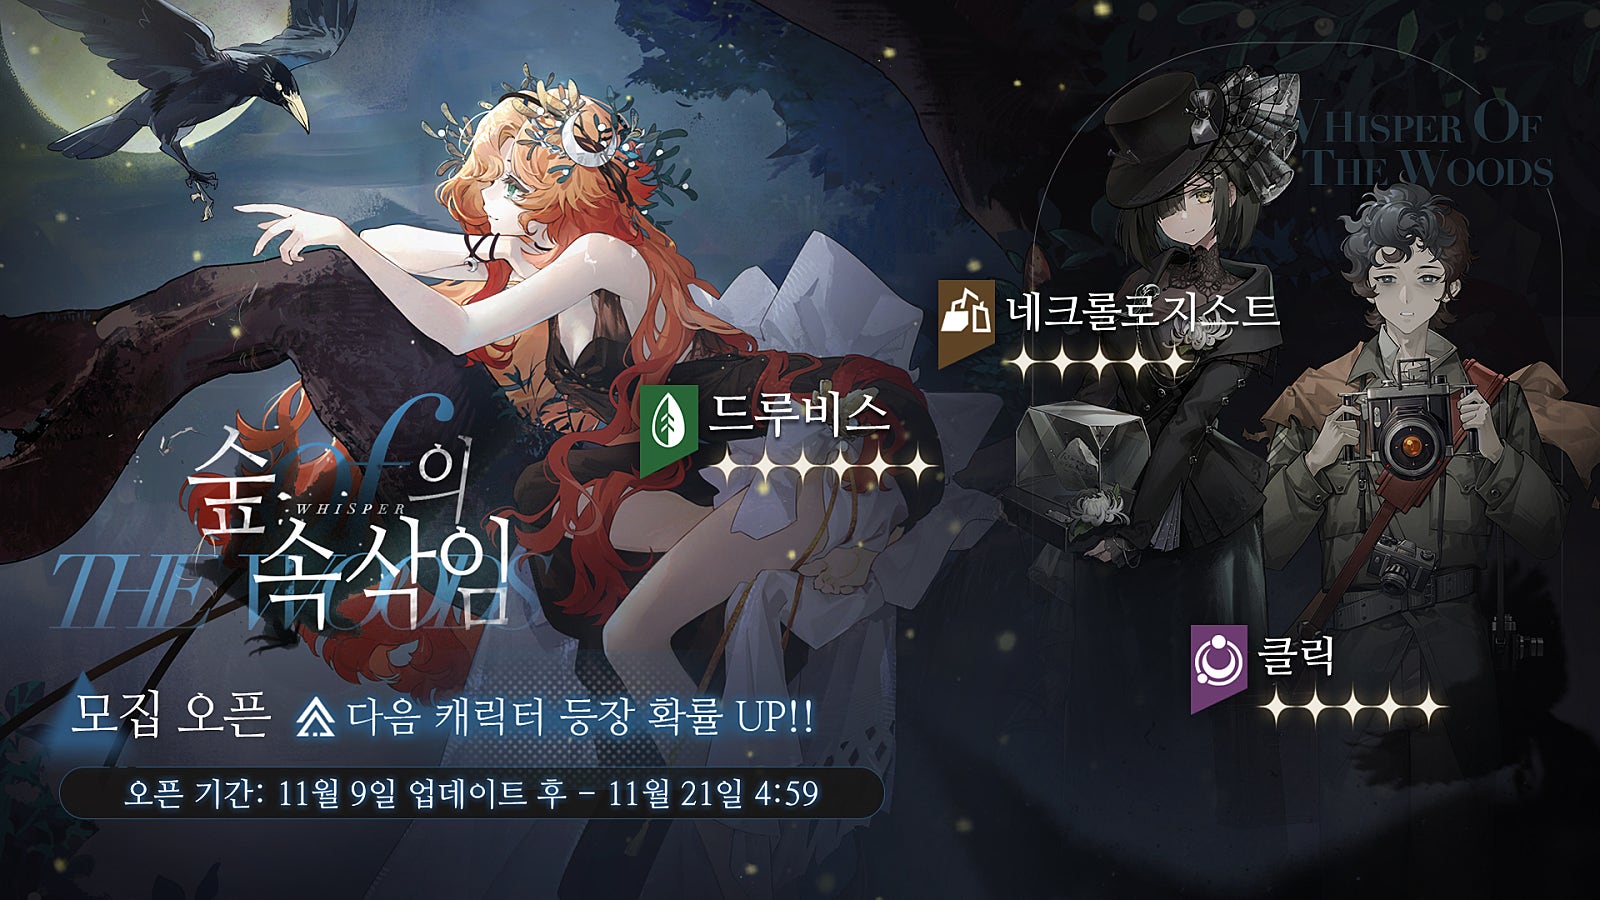 숲의
속삭임
of
WHISPER
THE WOODS
WHISPER OF
THE WOODS
네크롤로지스트
드루비스
클릭
모집 오픈 다음 캐릭터 등장 확률 UP!!
오픈 기간: 11월 9일 업데이트 후 – 11월 21일 4:59